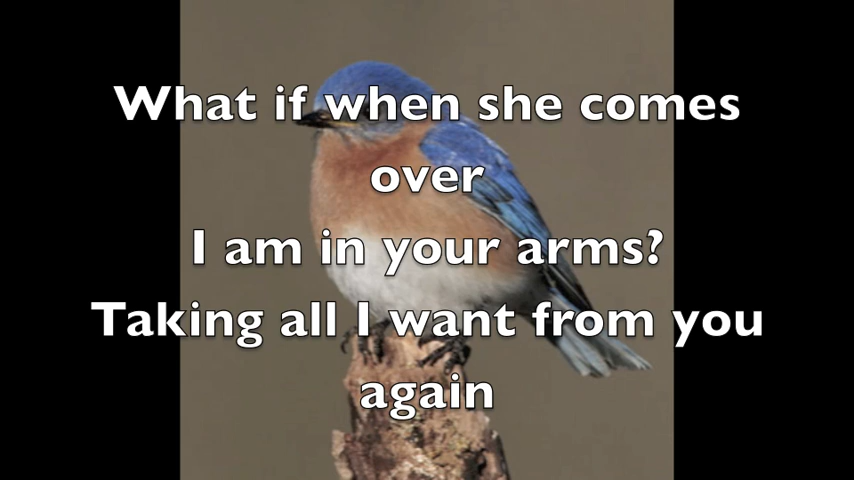 What if when she comes
over
I am in your arms?
Taking all I want from you
again